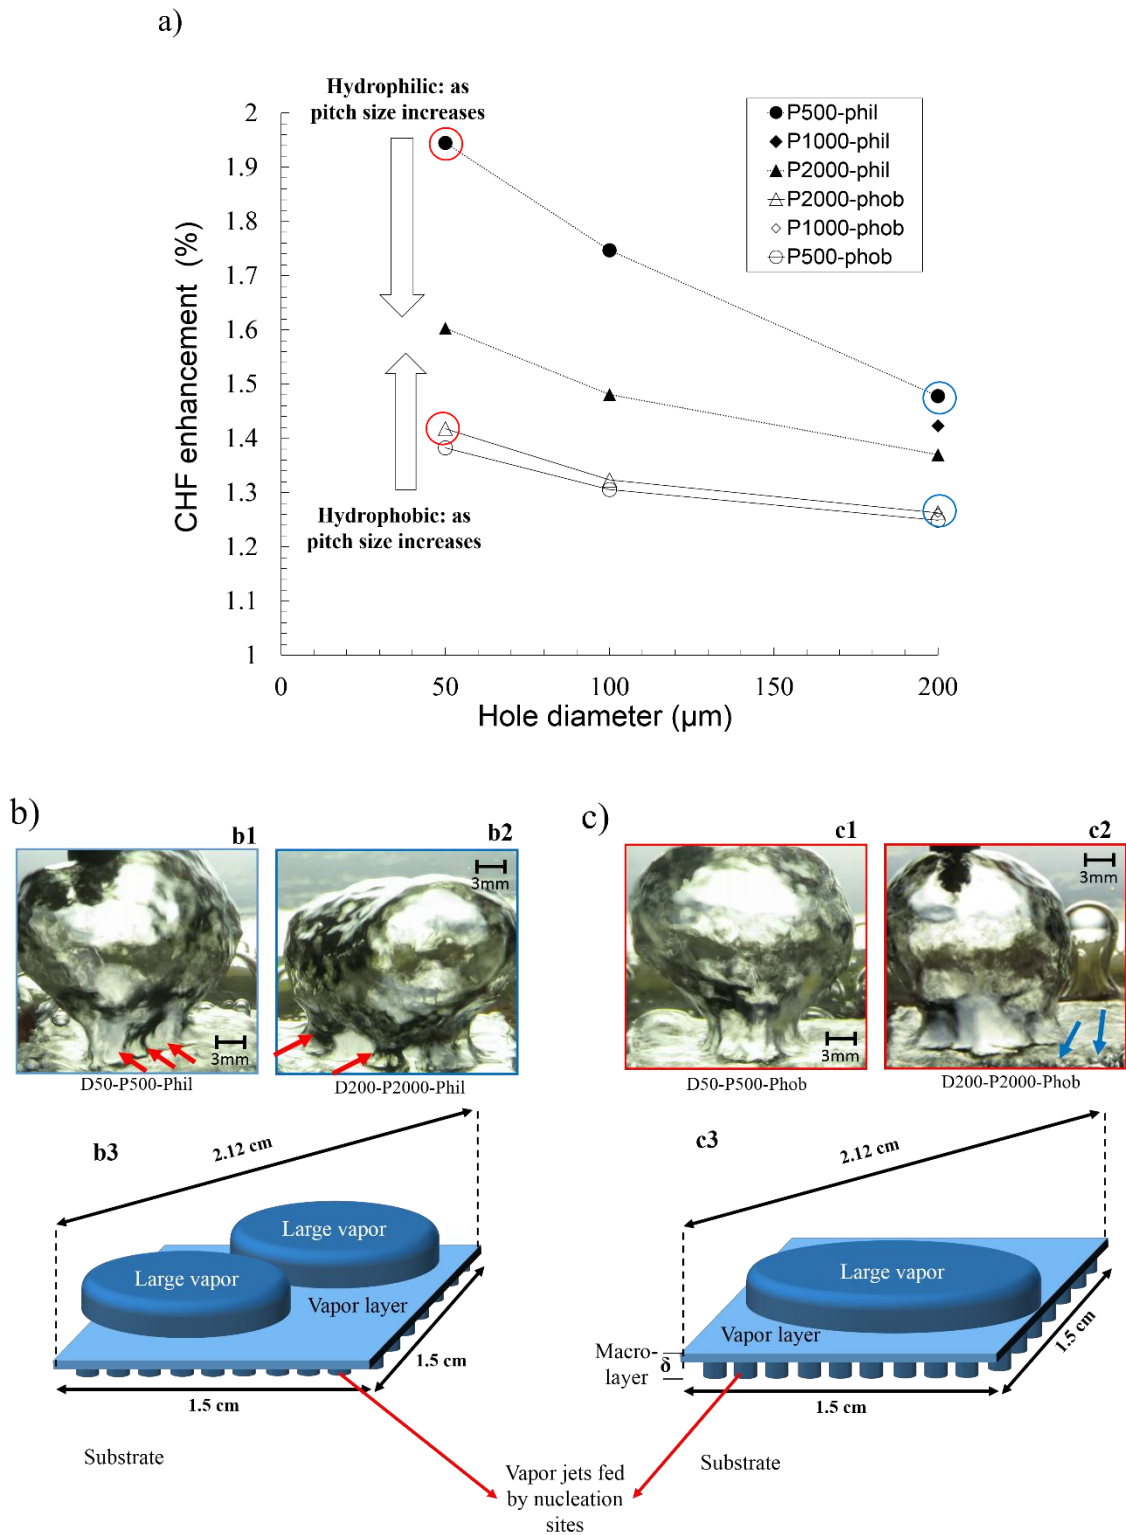 a)
Hydrophilic: as
pitch size increases
2
1.9
1.8
1.7
1.6
1.5
1.4
1.3
1.2
1.1
1
CHF enhancement (%)
P500-phil
P1000-phil
P2000-phil
P2000-phob
P1000-phob
P500-phob
Hydrophobic: as
pitch size increases
0
50
100
150
200
Hole diameter (µm)
b)
b1
b2
3mm
3mm
D50-P500-Phil
D200-P2000-Phil
c)
c1
c2
3mm
3mm
D50-P500-Phob
D200-P2000-Phob
b3
2.12 cm
Large vapor
Large vapor
Vapor layer
1.5 cm
1.5 cm
Substrate
c3
2.12 cm
Large vapor
Vapor layer
Macro-
layer
δ
1.5 cm
1.5 cm
Substrate
Vapor jets fed
by nucleation
sites